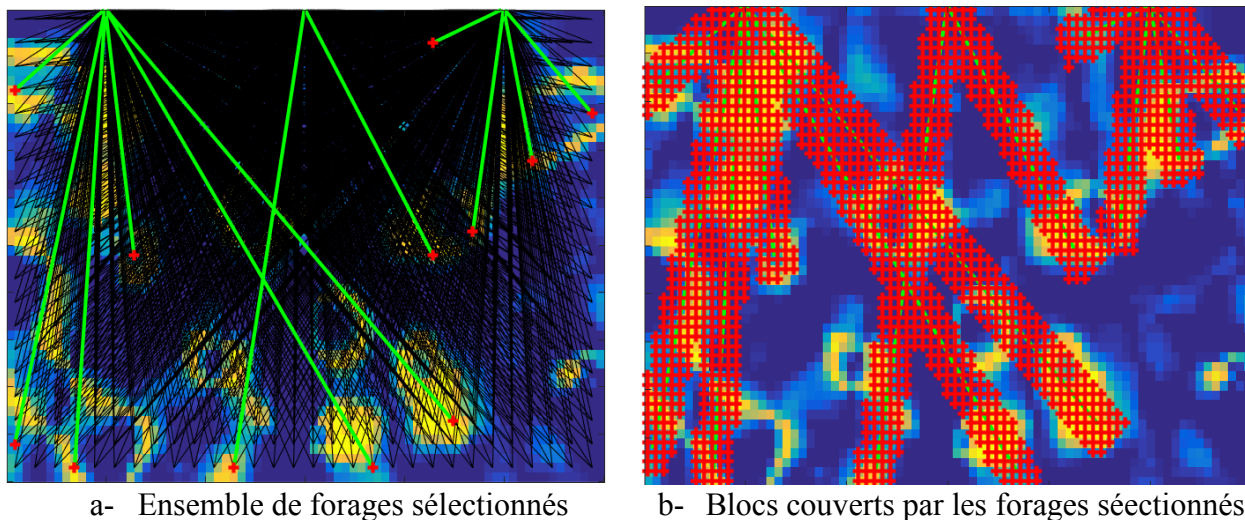 a- Ensemble de forages sélectionnés
b- Blocs couverts par les forages séectionnés